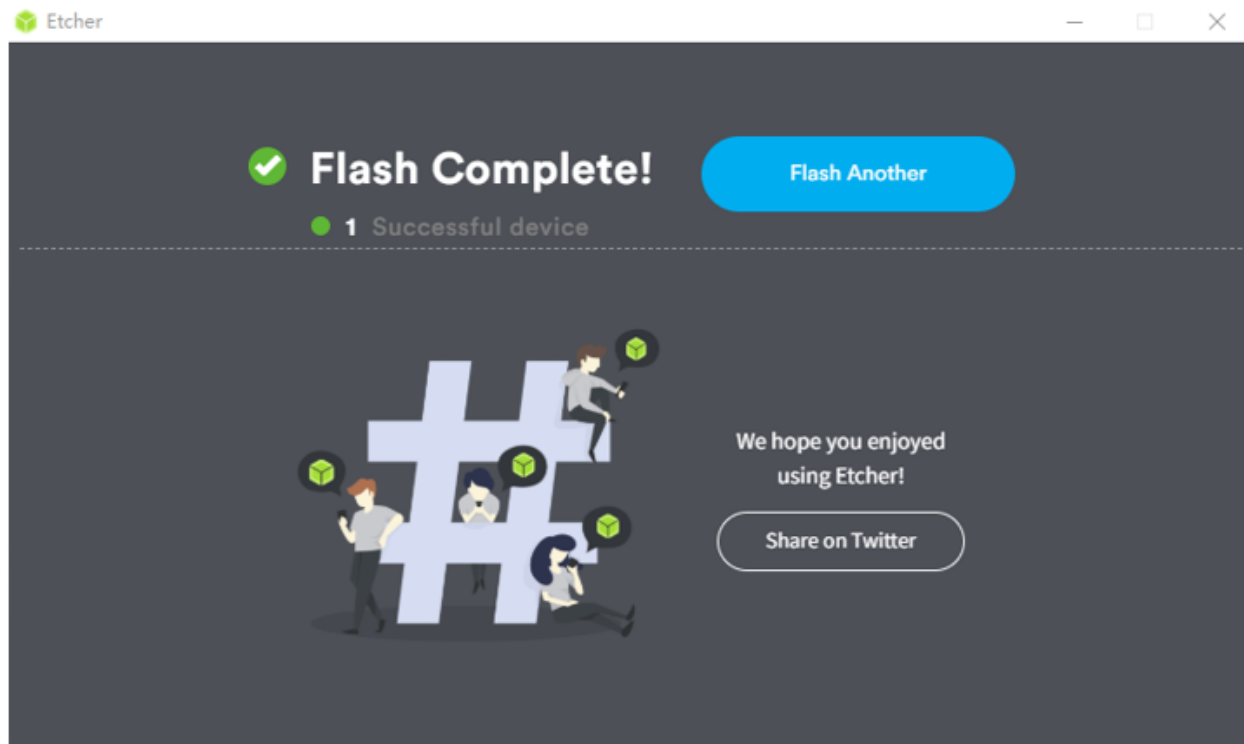 Etcher
Flash Complete!
Flash Another
1 Successful device
We hope you enjoyed
using Etcher!
Share on Twitter